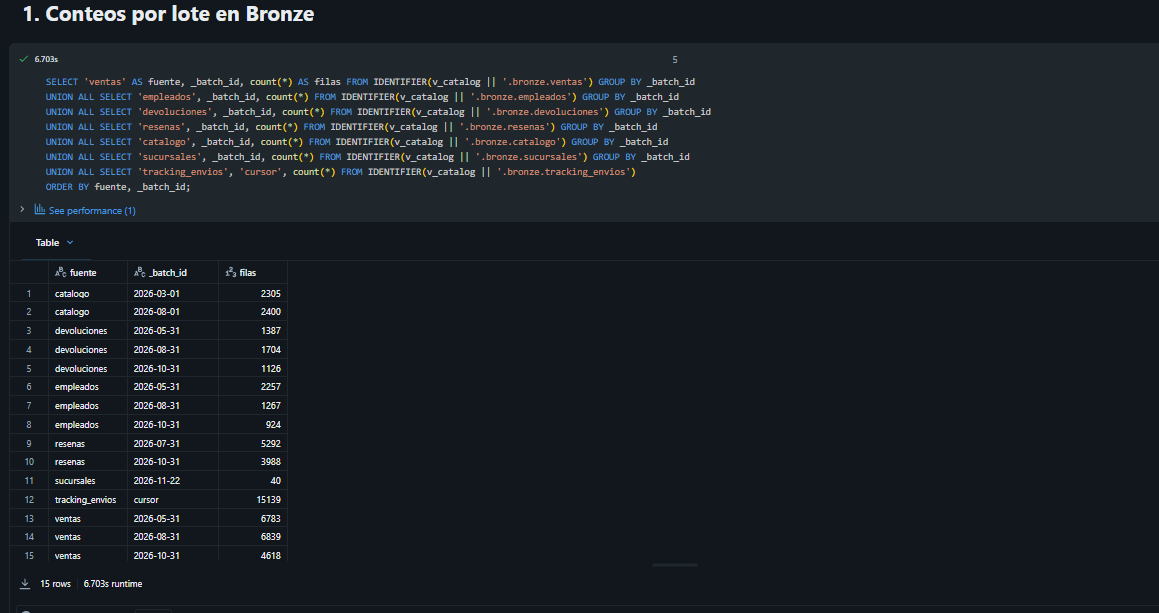 1. Conteos por lote en Bronze
6.703s
5
SELECT 'ventas' AS fuente, _batch_id, count(*) AS filas FROM IDENTIFIER(v_catalog || '.bronze.ventas') GROUP BY _batch_id
UNION ALL SELECT 'empleados', _batch_id, count(*) FROM IDENTIFIER(v_catalog || '.bronze.empleados') GROUP BY _batch_id
UNION ALL SELECT 'devoluciones', _batch_id, count(*) FROM IDENTIFIER(v_catalog || '.bronze.devoluciones') GROUP BY _batch_id
UNION ALL SELECT 'resenas', _batch_id, count(*) FROM IDENTIFIER(v_catalog || '.bronze.resenas') GROUP BY _batch_id
UNION ALL SELECT 'catalogo', _batch_id, count(*) FROM IDENTIFIER(v_catalog || '.bronze.catalogo') GROUP BY _batch_id
UNION ALL SELECT 'sucursales', _batch_id, count(*) FROM IDENTIFIER(v_catalog || '.bronze.sucursales') GROUP BY _batch_id
UNION ALL SELECT 'tracking_envios', 'cursor', count(*) FROM IDENTIFIER(v_catalog || '.bronze.tracking_envios')
ORDER BY fuente, _batch_id;
See performance (1)
Table
fuente _batch_id filas
1 catalogo 2026-03-01 2305
2 catalogo 2026-08-01 2400
3 devoluciones 2026-05-31 1387
4 devoluciones 2026-08-31 1704
5 devoluciones 2026-10-31 1126
6 empleados 2026-05-31 2257
7 empleados 2026-08-31 1267
8 empleados 2026-10-31 924
9 resenas 2026-07-31 5292
10 resenas 2026-10-31 3988
11 sucursales 2026-11-22 40
12 tracking_envios cursor 15139
13 ventas 2026-05-31 6783
14 ventas 2026-08-31 6839
15 ventas 2026-10-31 4618
15 rows 6.703s runtime